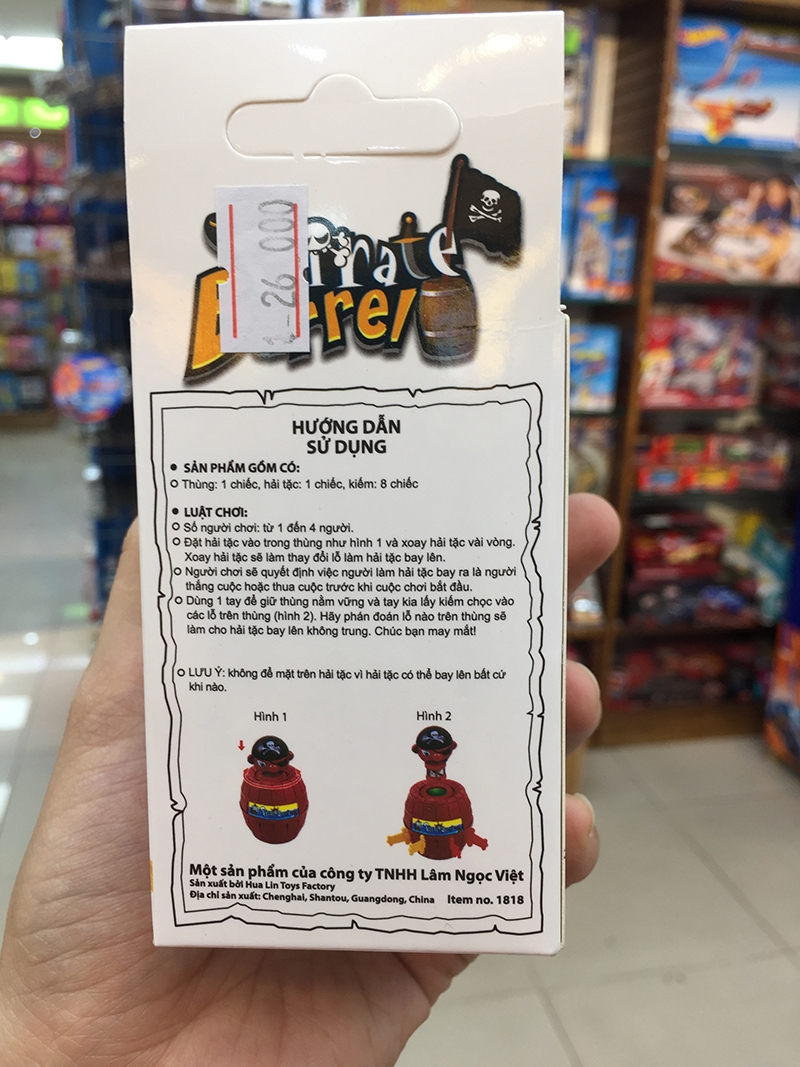 Pirate
Barrel
26 000
HƯỚNG DẪN
SỬ DỤNG
SẢN PHẨM GỒM CÓ:
Thùng: 1 chiếc, hải tặc: 1 chiếc, kiếm: 8 chiếc
LUẬT CHƠI:
Số người chơi: từ 1 đến 4 người.
Đặt hải tặc vào trong thùng như hình 1 và xoay hải tặc vài vòng.
Xoay hải tặc sẽ làm thay đổi lỗ làm hải tặc bay lên.
Người chơi sẽ quyết định việc người làm hải tặc bay ra là người
thắng cuộc hoặc thua cuộc trước khi cuộc chơi bắt đầu.
Dùng 1 tay để giữ thùng nằm vững và tay kia lấy kiếm chọc vào
các lỗ trên thùng (hình 2). Hãy phán đoán lỗ nào trên thùng sẽ
làm cho hải tặc bay lên không trung. Chúc bạn may mắt!
LƯU Ý: không để mặt trên hải tặc vì hải tặc có thể bay lên bất cứ
khi nào.
Hình 1 Hình 2
Một sản phẩm của công ty TNHH Lâm Ngọc Việt
Sản xuất bởi Hua Lin Toys Factory
Địa chỉ sản xuất: Chenghai, Shantou, Guangdong, China Item no. 1818